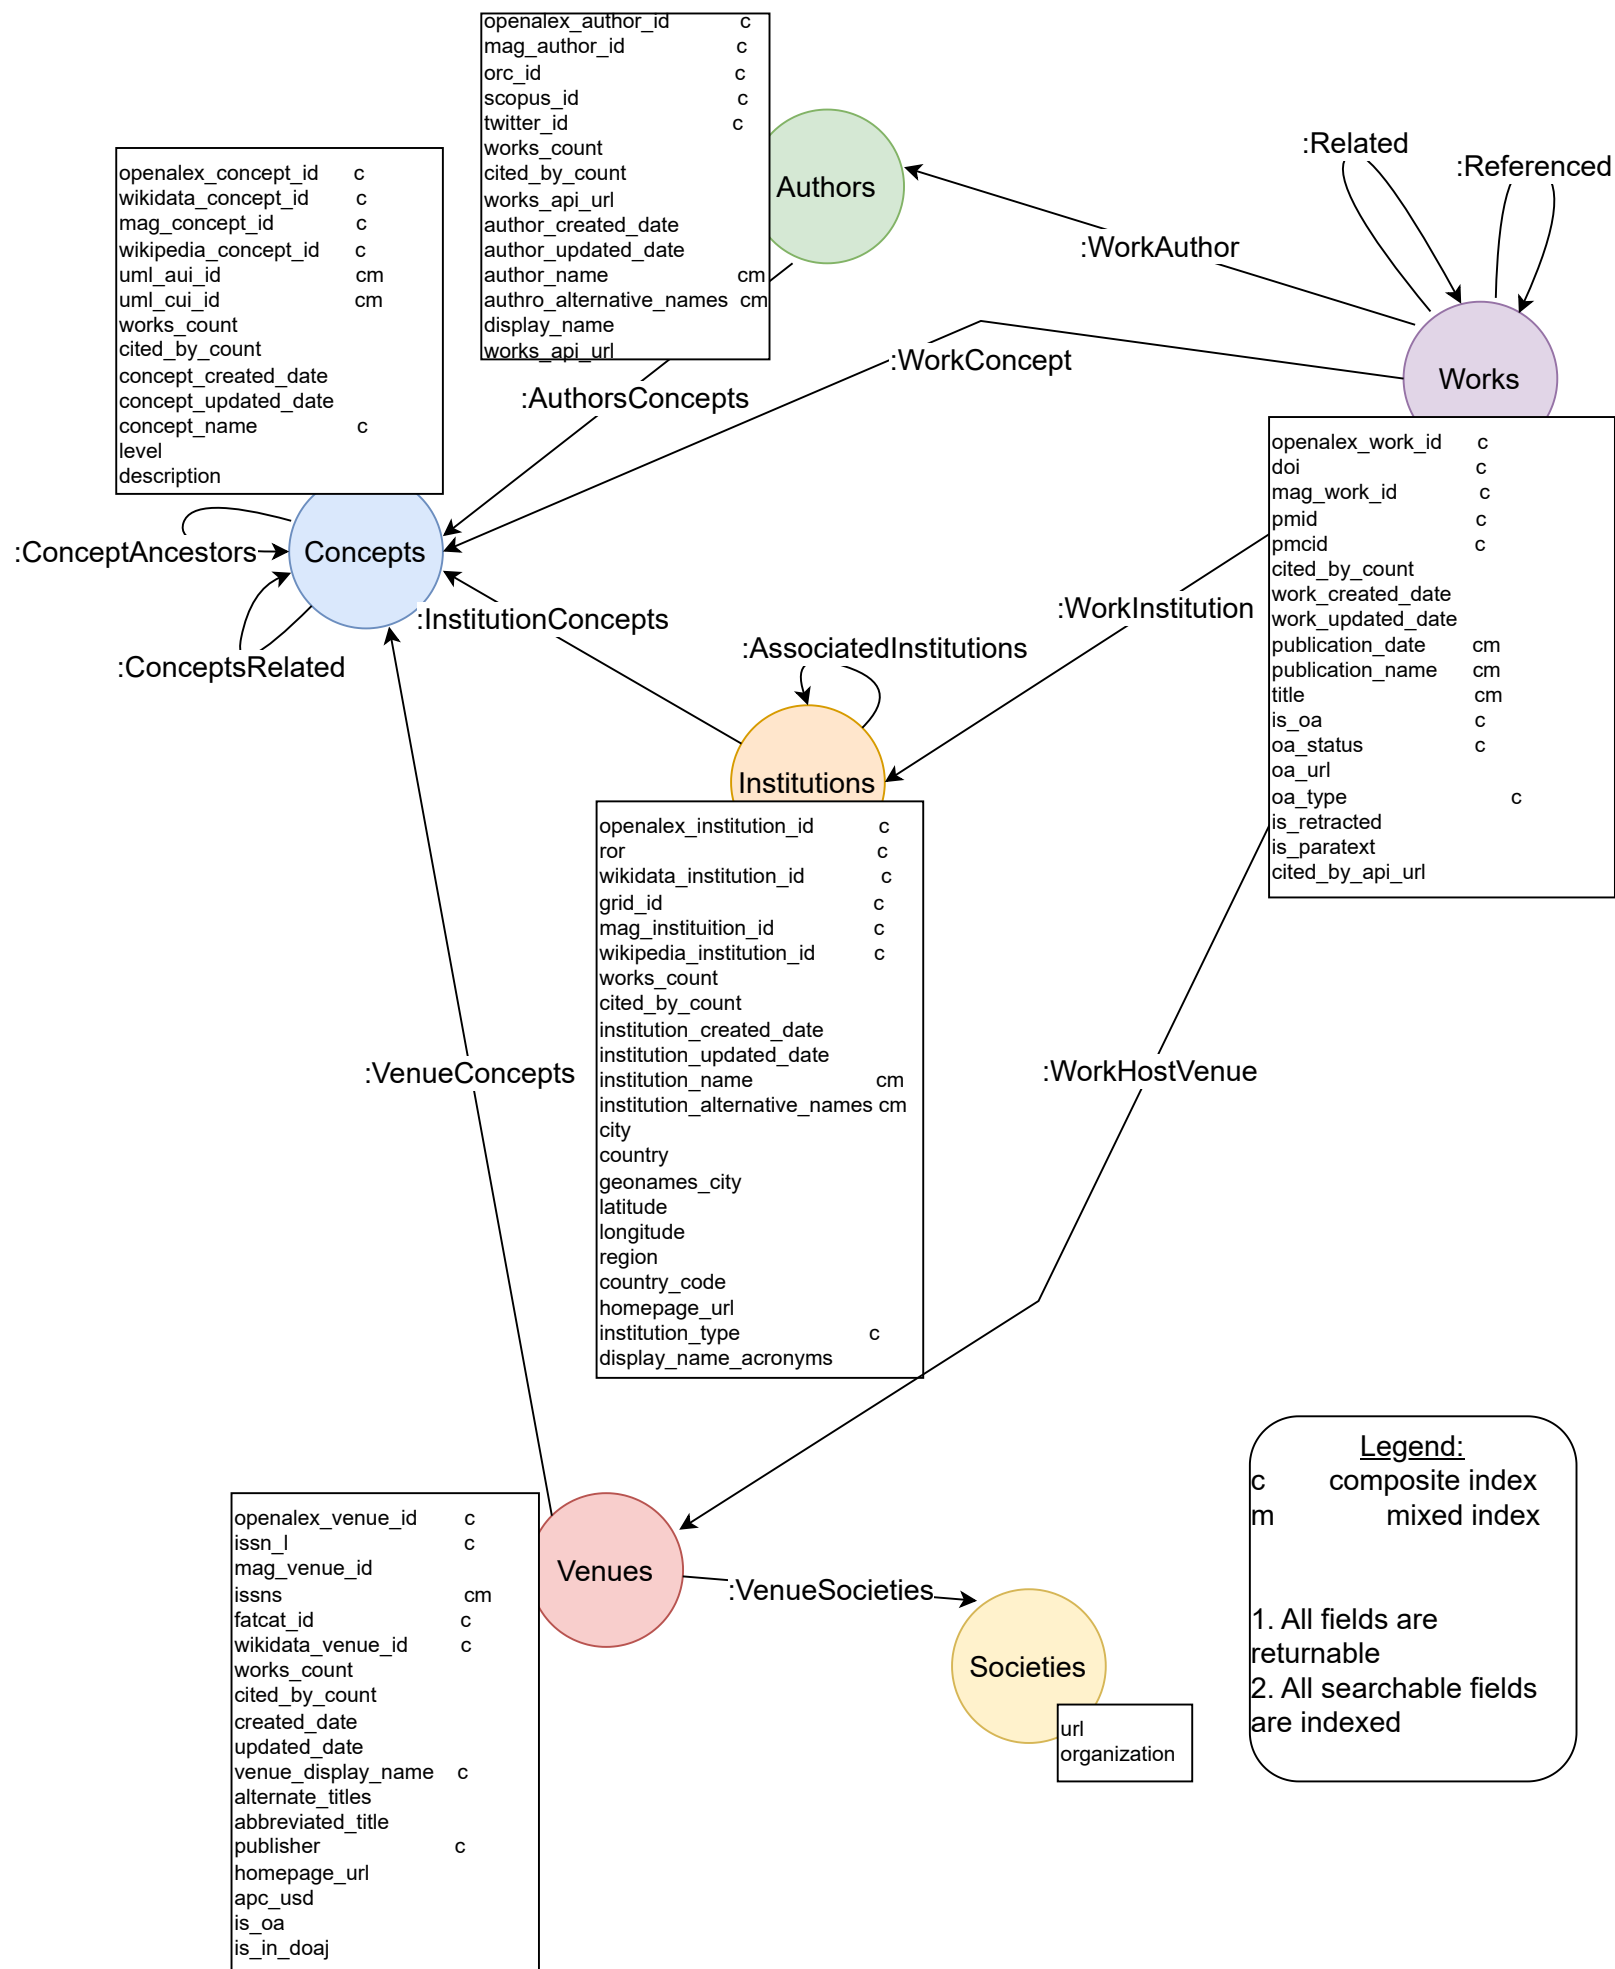 openalex_author_id c
mag_author_id c
orc_id c
scopus_id c
twitter_id c
works_count
cited_by_count
works_api_url
author_created_date
author_updated_date
author_name cm
authro_alternative_names cm
display_name
works_api_url
Authors
:Related
:Referenced
:WorkAuthor
openalex_concept_id c
wikidata_concept_id c
mag_concept_id c
wikipedia_concept_id c
uml_aui_id cm
uml_cui_id cm
works_count
cited_by_count
concept_created_date
concept_updated_date
concept_name c
level
description
:WorkConcept
:AuthorsConcepts
Works
openalex_work_id c
doi c
mag_work_id c
pmid c
pmcid c
cited_by_count
work_created_date
work_updated_date
publication_date cm
publication_name cm
title cm
is_oa c
oa_status c
oa_url
oa_type c
is_retracted
is_paratext
cited_by_api_url
:ConceptAncestors
Concepts
:InstitutionConcepts
:WorkInstitution
:ConceptsRelated
:AssociatedInstitutions
Institutions
openalex_institution_id c
ror c
wikidata_institution_id c
grid_id c
mag_instituition_id c
wikipedia_institution_id c
works_count
cited_by_count
institution_created_date
institution_updated_date
institution_name cm
institution_alternative_names cm
city
country
geonames_city
latitude
longitude
region
country_code
homepage_url
institution_type c
display_name_acronyms
:VenueConcepts
:WorkHostVenue
openalex_venue_id c
issn_l c
mag_venue_id
issns cm
fatcat_id c
wikidata_venue_id c
works_count
cited_by_count
created_date
updated_date
venue_display_name c
alternate_titles
abbreviated_title
publisher c
homepage_url
apc_usd
is_oa
is_in_doaj
Venues
:VenueSocieties
Societies
url
organization
Legend:
c composite index
m mixed index
1. All fields are
returnable
2. All searchable fields
are indexed